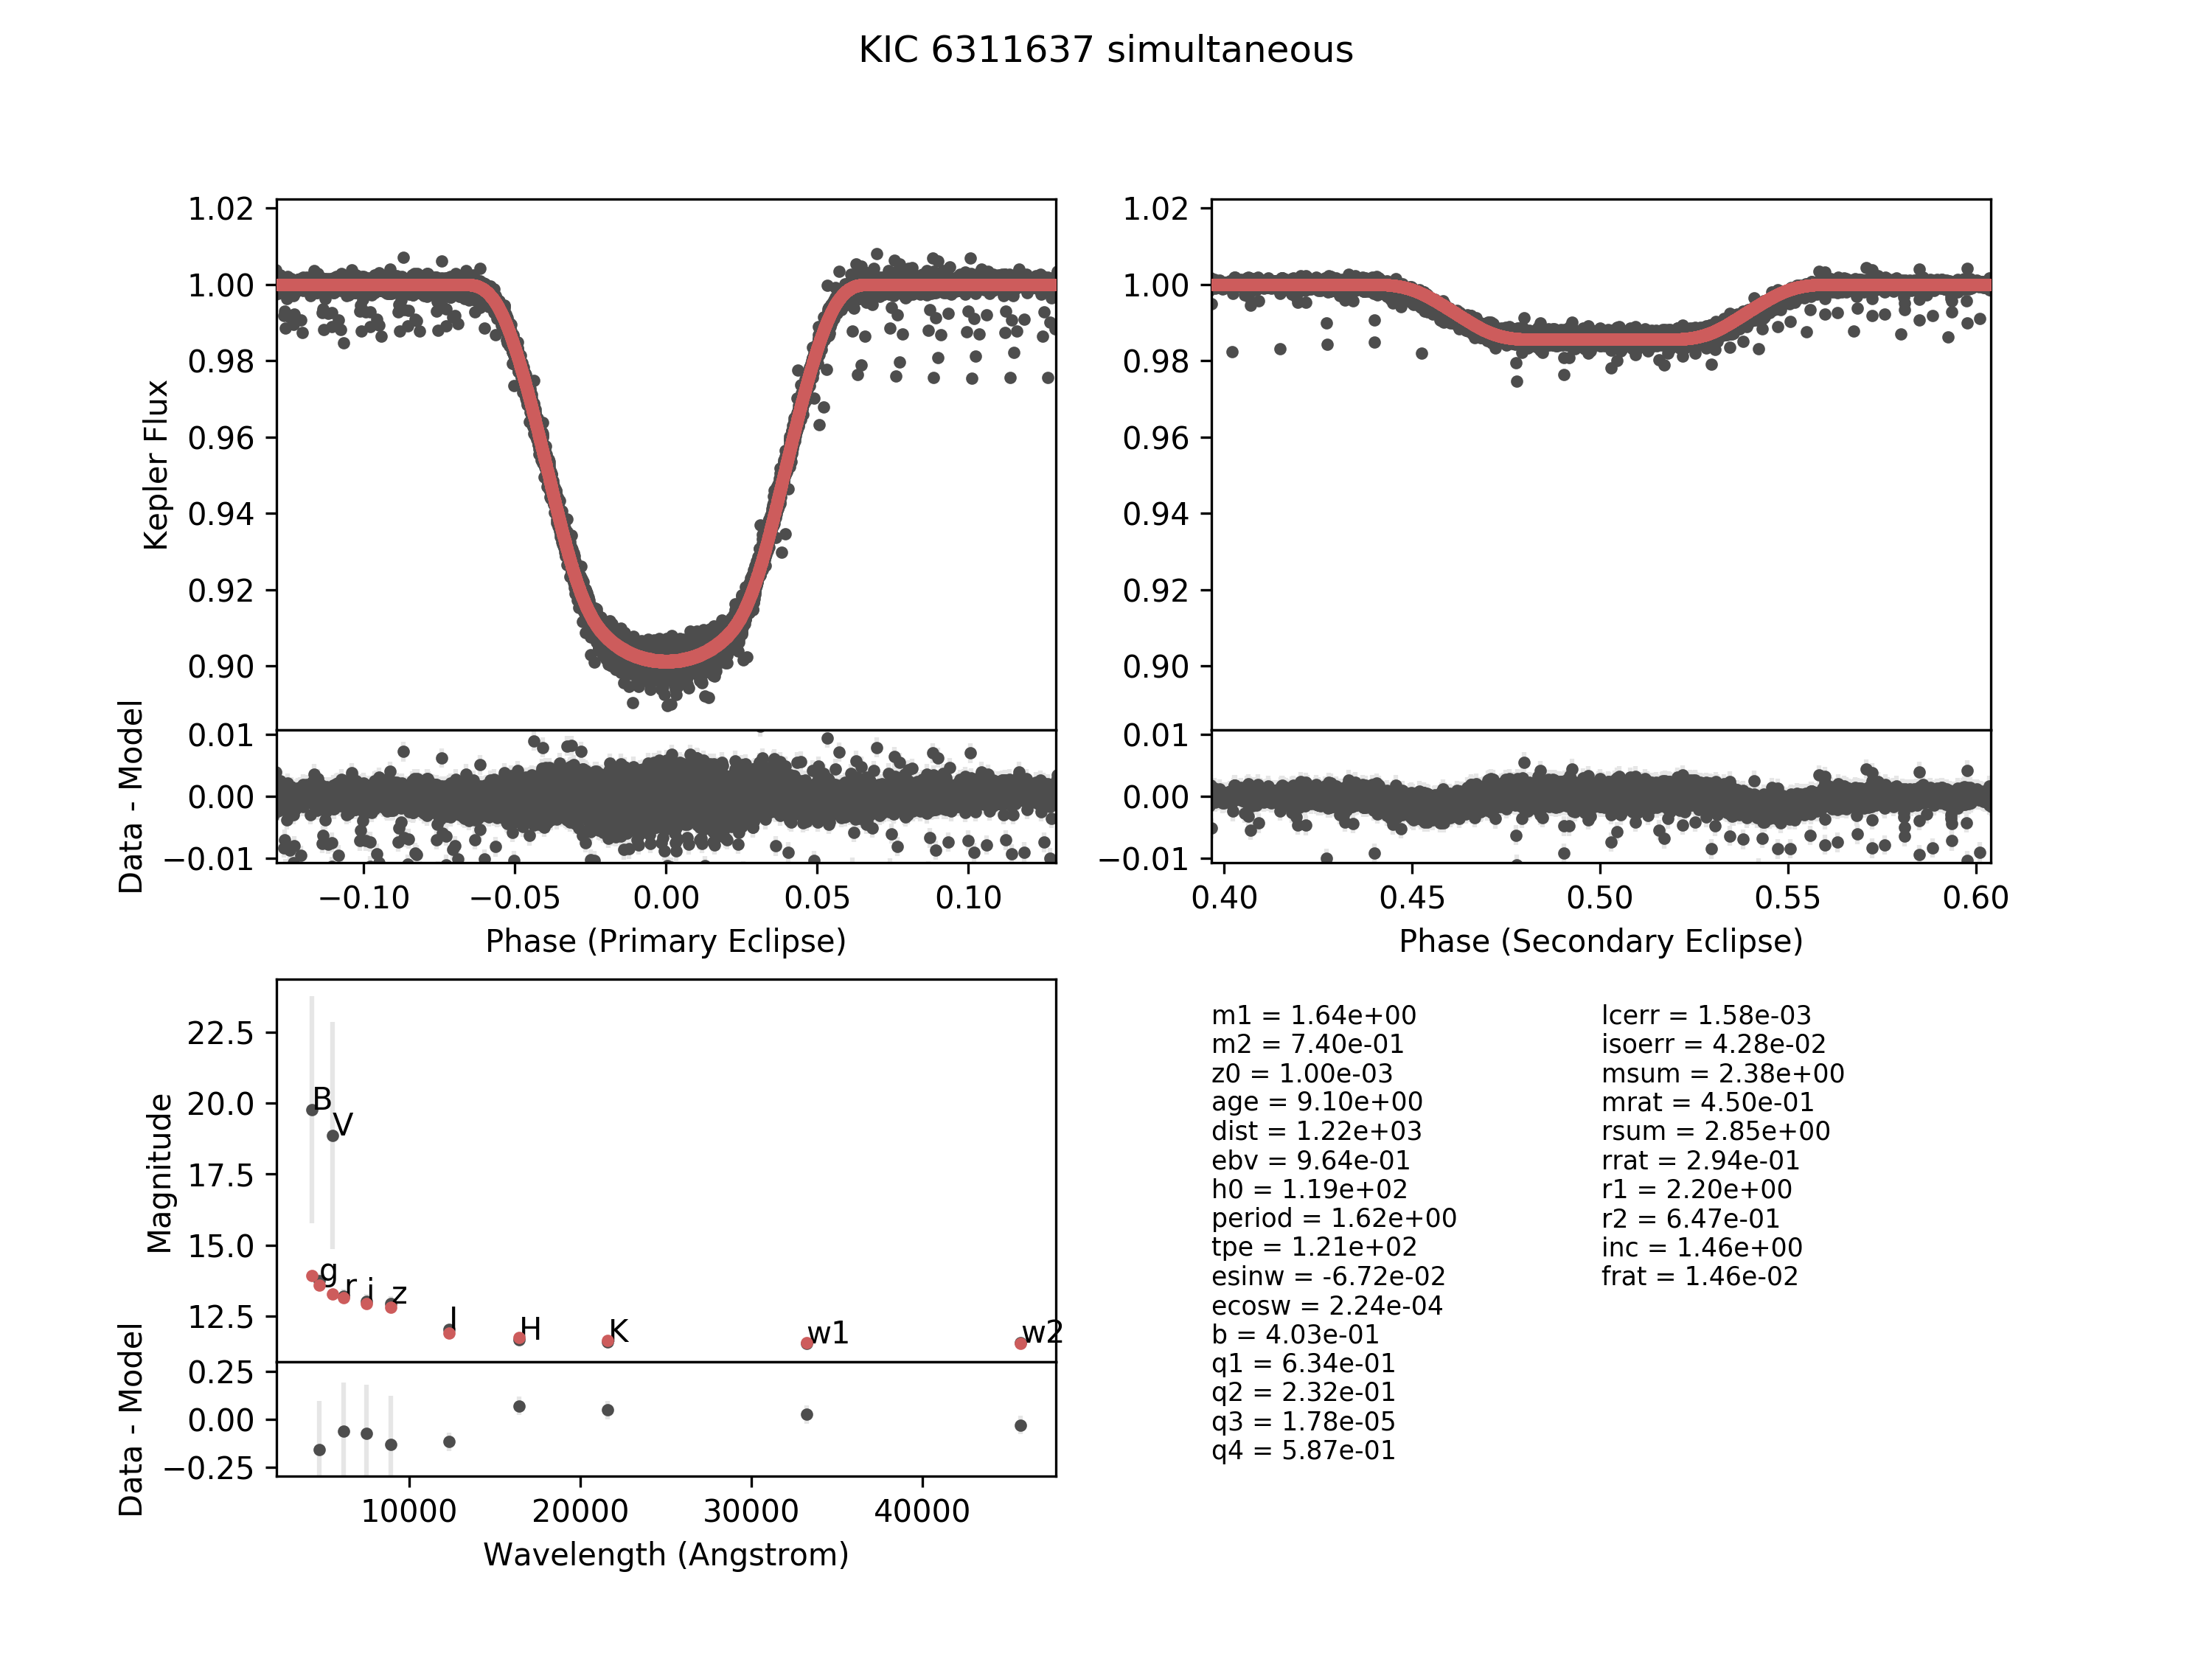 KIC 6311637 simultaneous
1.02
1.00
0.98
0.96
0.94
0.92
0.90
Kepler Flux
0.01
0.00
−0.01
Data - Model
−0.10 −0.05 0.00 0.05 0.10
Phase (Primary Eclipse)
1.02
1.00
0.98
0.96
0.94
0.92
0.90
0.01
0.00
−0.01
0.40 0.45 0.50 0.55 0.60
Phase (Secondary Eclipse)
22.5
20.0
17.5
15.0
12.5
Magnitude
B
V
g
r
i
z
J
H
K
w1
w2
0.25
0.00
−0.25
Data - Model
10000 20000 30000 40000
Wavelength (Angstrom)
m1 = 1.64e+00
m2 = 7.40e-01
z0 = 1.00e-03
age = 9.10e+00
dist = 1.22e+03
ebv = 9.64e-01
h0 = 1.19e+02
period = 1.62e+00
tpe = 1.21e+02
esinw = -6.72e-02
ecosw = 2.24e-04
b = 4.03e-01
q1 = 6.34e-01
q2 = 2.32e-01
q3 = 1.78e-05
q4 = 5.87e-01
lcerr = 1.58e-03
isoerr = 4.28e-02
msum = 2.38e+00
mrat = 4.50e-01
rsum = 2.85e+00
rrat = 2.94e-01
r1 = 2.20e+00
r2 = 6.47e-01
inc = 1.46e+00
frat = 1.46e-02